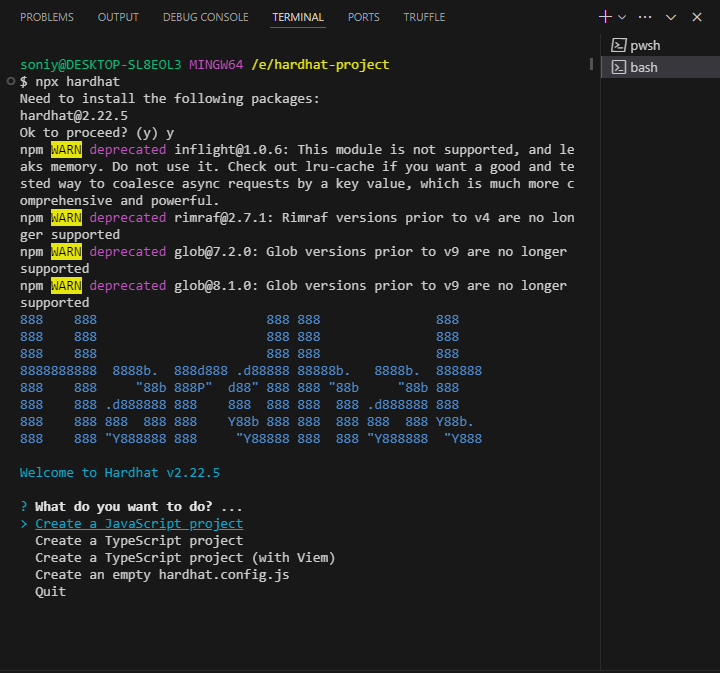 PROBLEMS OUTPUT DEBUG CONSOLE TERMINAL PORTS TRUFFLE
pwsh
bash
soniy@DESKTOP-SL8EOL3 MINGW64 /e/hardhat-project
$ npx hardhat
Need to install the following packages:
hardhat@2.22.5
Ok to proceed? (y) y
npm WARN deprecated inflight@1.0.6: This module is not supported, and le
aks memory. Do not use it. Check out lru-cache if you want a good and te
sted way to coalesce async requests by a key value, which is much more c
omprehensive and powerful.
npm WARN deprecated rimraf@2.7.1: Rimraf versions prior to v4 are no lon
ger supported
npm WARN deprecated glob@7.2.0: Glob versions prior to v9 are no longer
supported
npm WARN deprecated glob@8.1.0: Glob versions prior to v9 are no longer
supported
888    888                      888 888               888
888    888                      888 888               888
888    888                      888 888               888
8888888888  8888b.  888d888 .d88888 88888b.   8888b.  888888
888    888     "88b 888P"  d88" 888 888 "88b     "88b 888
888    888 .d888888 888    888  888 888  888 .d888888 888
888    888 888  888 888    Y88b 888 888  888 888  888 Y88b.
888    888 "Y888888 888     "Y88888 888  888 "Y888888  "Y888
Welcome to Hardhat v2.22.5
? What do you want to do? ...
> Create a JavaScript project
Create a TypeScript project
Create a TypeScript project (with Viem)
Create an empty hardhat.config.js
Quit